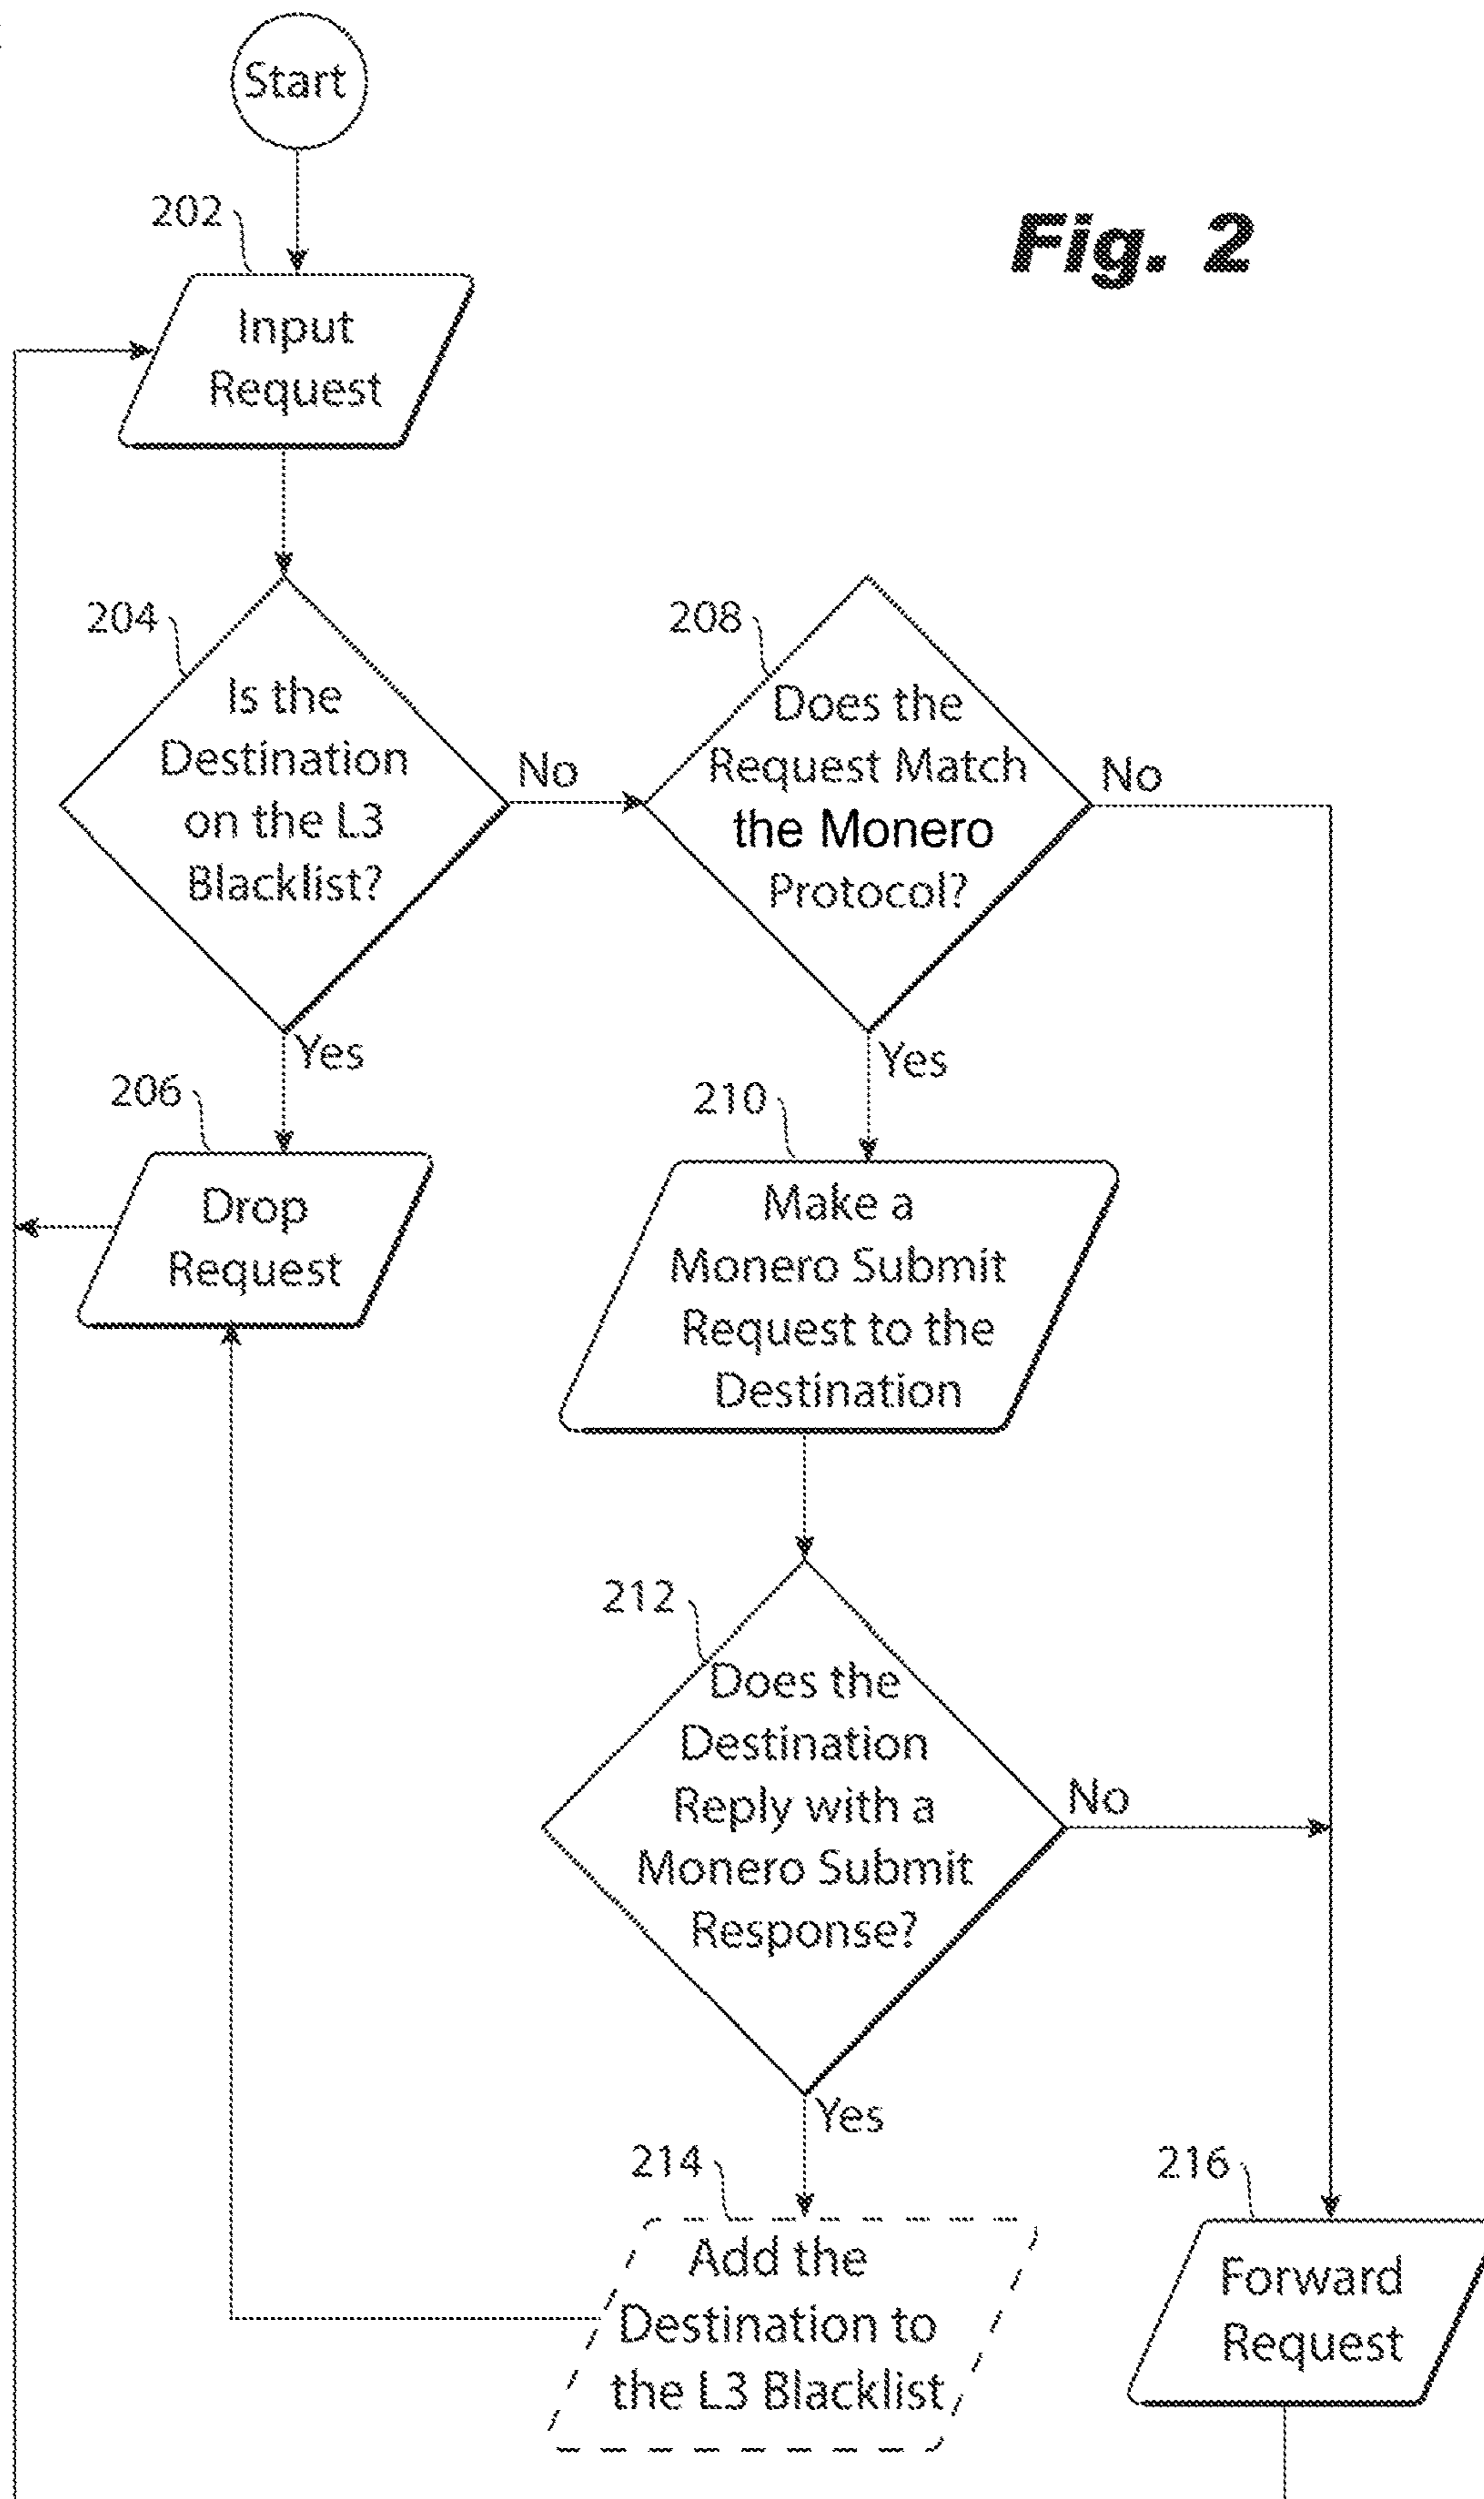 Start
Fig. 2
202
Input
Request
204
Is the
Destination
on the L3
Blacklist?
No
208
Does the
Request Match
the Monero
Protocol?
No
Yes
Yes
206
Drop
Request
210
Make a
Monero Submit
Request to the
Destination
212
Does the
Destination
Reply with a
Monero Submit
Response?
No
Yes
214
Add the
Destination to
the L3 Blacklist
216
Forward
Request